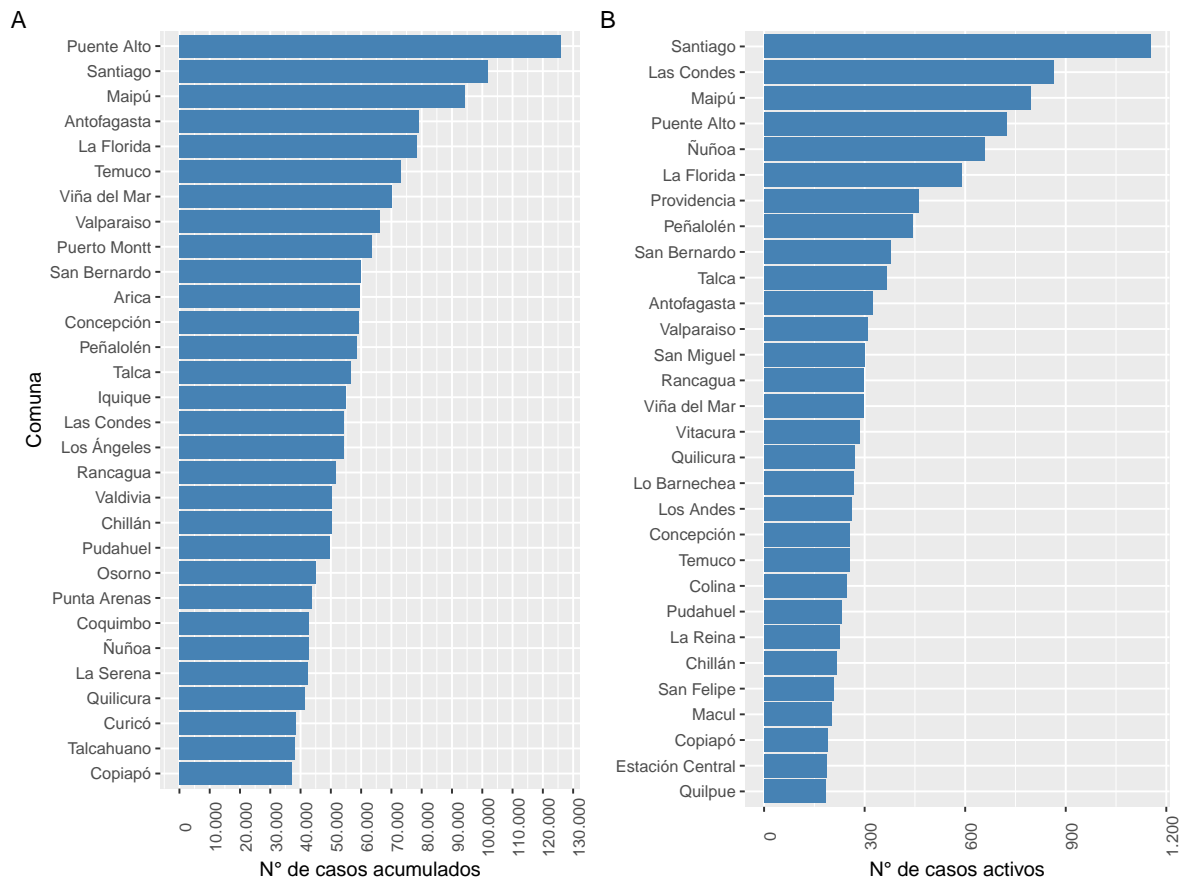 A
Puente Alto
Santiago
Maipú
Antofagasta
La Florida
Temuco
Viña del Mar
Valparaiso
Puerto Montt
San Bernardo
Arica
Concepción
Peñalolén
Talca
Iquique
Las Condes
Los Ángeles
Rancagua
Valdivia
Chillán
Pudahuel
Osorno
Punta Arenas
Coquimbo
Ñuñoa
La Serena
Quilicura
Curicó
Talcahuano
Copiapó
Comuna
0
10.000
20.000
30.000
40.000
50.000
60.000
70.000
80.000
90.000
100.000
110.000
120.000
130.000
N° de casos acumulados
B
Santiago
Las Condes
Maipú
Puente Alto
Ñuñoa
La Florida
Providencia
Peñalolén
San Bernardo
Talca
Antofagasta
Valparaiso
San Miguel
Rancagua
Viña del Mar
Vitacura
Quilicura
Lo Barnechea
Los Andes
Concepción
Temuco
Colina
Pudahuel
La Reina
Chillán
San Felipe
Macul
Copiapó
Estación Central
Quilpue
0
300
600
900
1.200
N° de casos activos